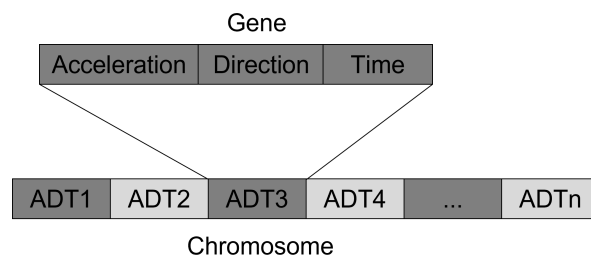 Gene
Acceleration Direction Time
ADT1 ADT2 ADT3 ADT4 ... ADTn
Chromosome